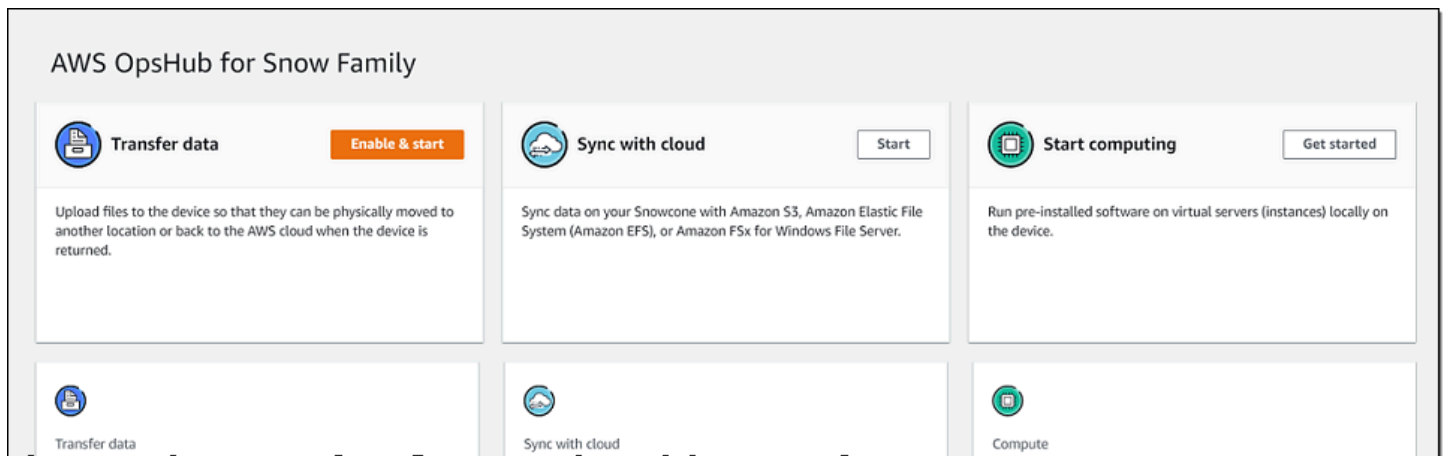 AWS OpsHub for Snow Family
Transfer data
Enable & start
Upload files to the device so that they can be physically moved to
another location or back to the AWS cloud when the device is
returned.
Sync with cloud
Start
Sync data on your Snowcone with Amazon S3, Amazon Elastic File
System (Amazon EFS), or Amazon FSx for Windows File Server.
Start computing
Get started
Run pre-installed software on virtual servers (instances) locally on
the device.
Transfer data
Sync with cloud
Compute